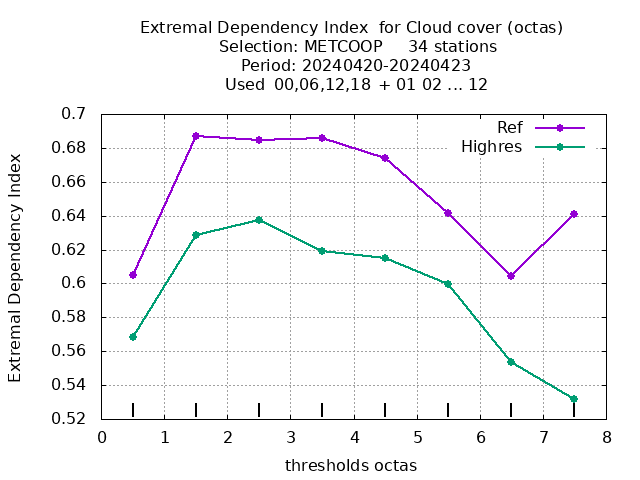 Extremal Dependency Index  for Cloud cover (octas)
Selection: METCOOP     34 stations
Period: 20240420-20240423
Used  00,06,12,18  + 01 02 ... 12
Extremal Dependency Index
0.7
0.68
0.66
0.64
0.62
0.6
0.58
0.56
0.54
0.52
Ref
Highres
0 1 2 3 4 5 6 7 8
thresholds octas